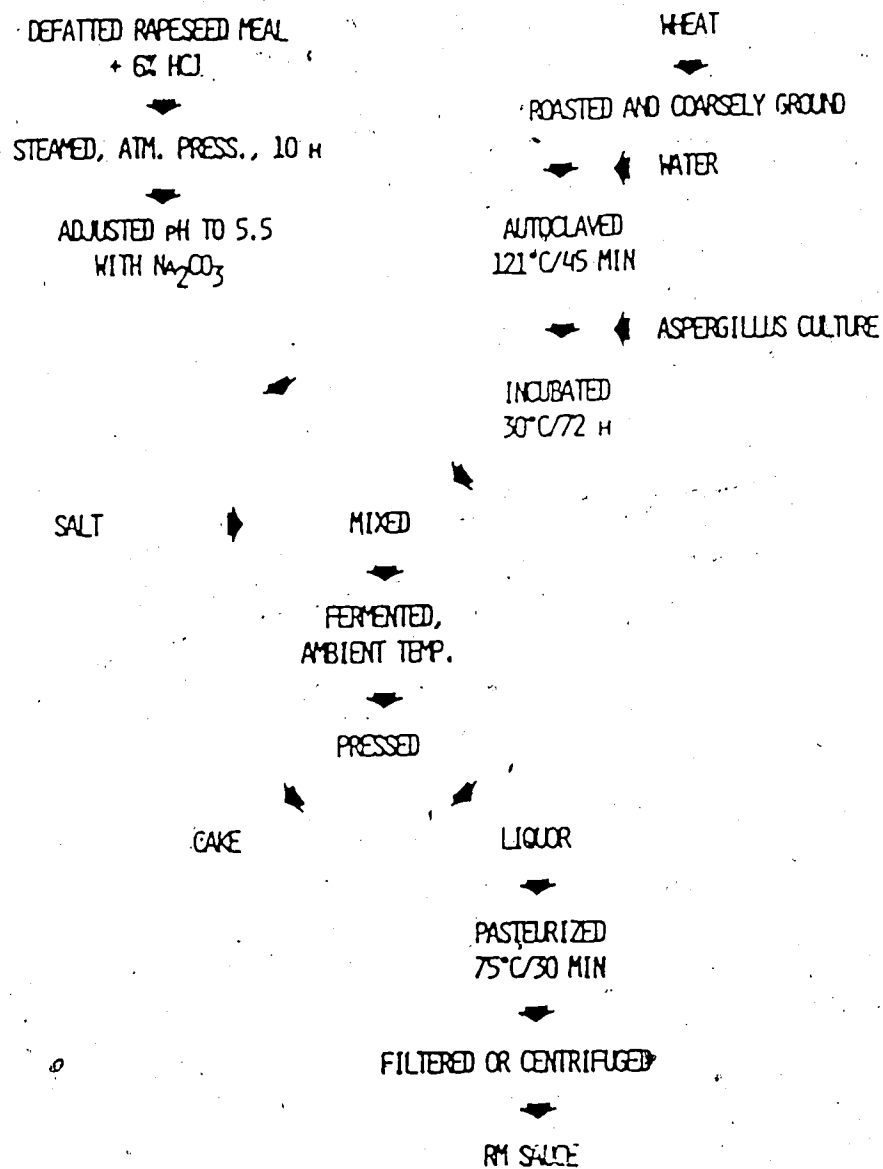 DEFATTED RAPESEED MEAL
+ 6% HCl
STEAMED, ATM. PRESS., 10 H
ADJUSTED PH TO 5.5
WITH NA2CO3
WHEAT
ROASTED AND COARSELY GROUND
WATER
AUTOCLAVED
121°C/45 MIN
ASPERGILLUS CULTURE
INCUBATED
30°C/72 H
SALT
MIXED
FERMENTED,
AMBIENT TEMP.
PRESSED
CAKE
LIQUOR
PASTEURIZED
75°C/30 MIN
FILTERED OR CENTRIFUGED
RM SAUCE